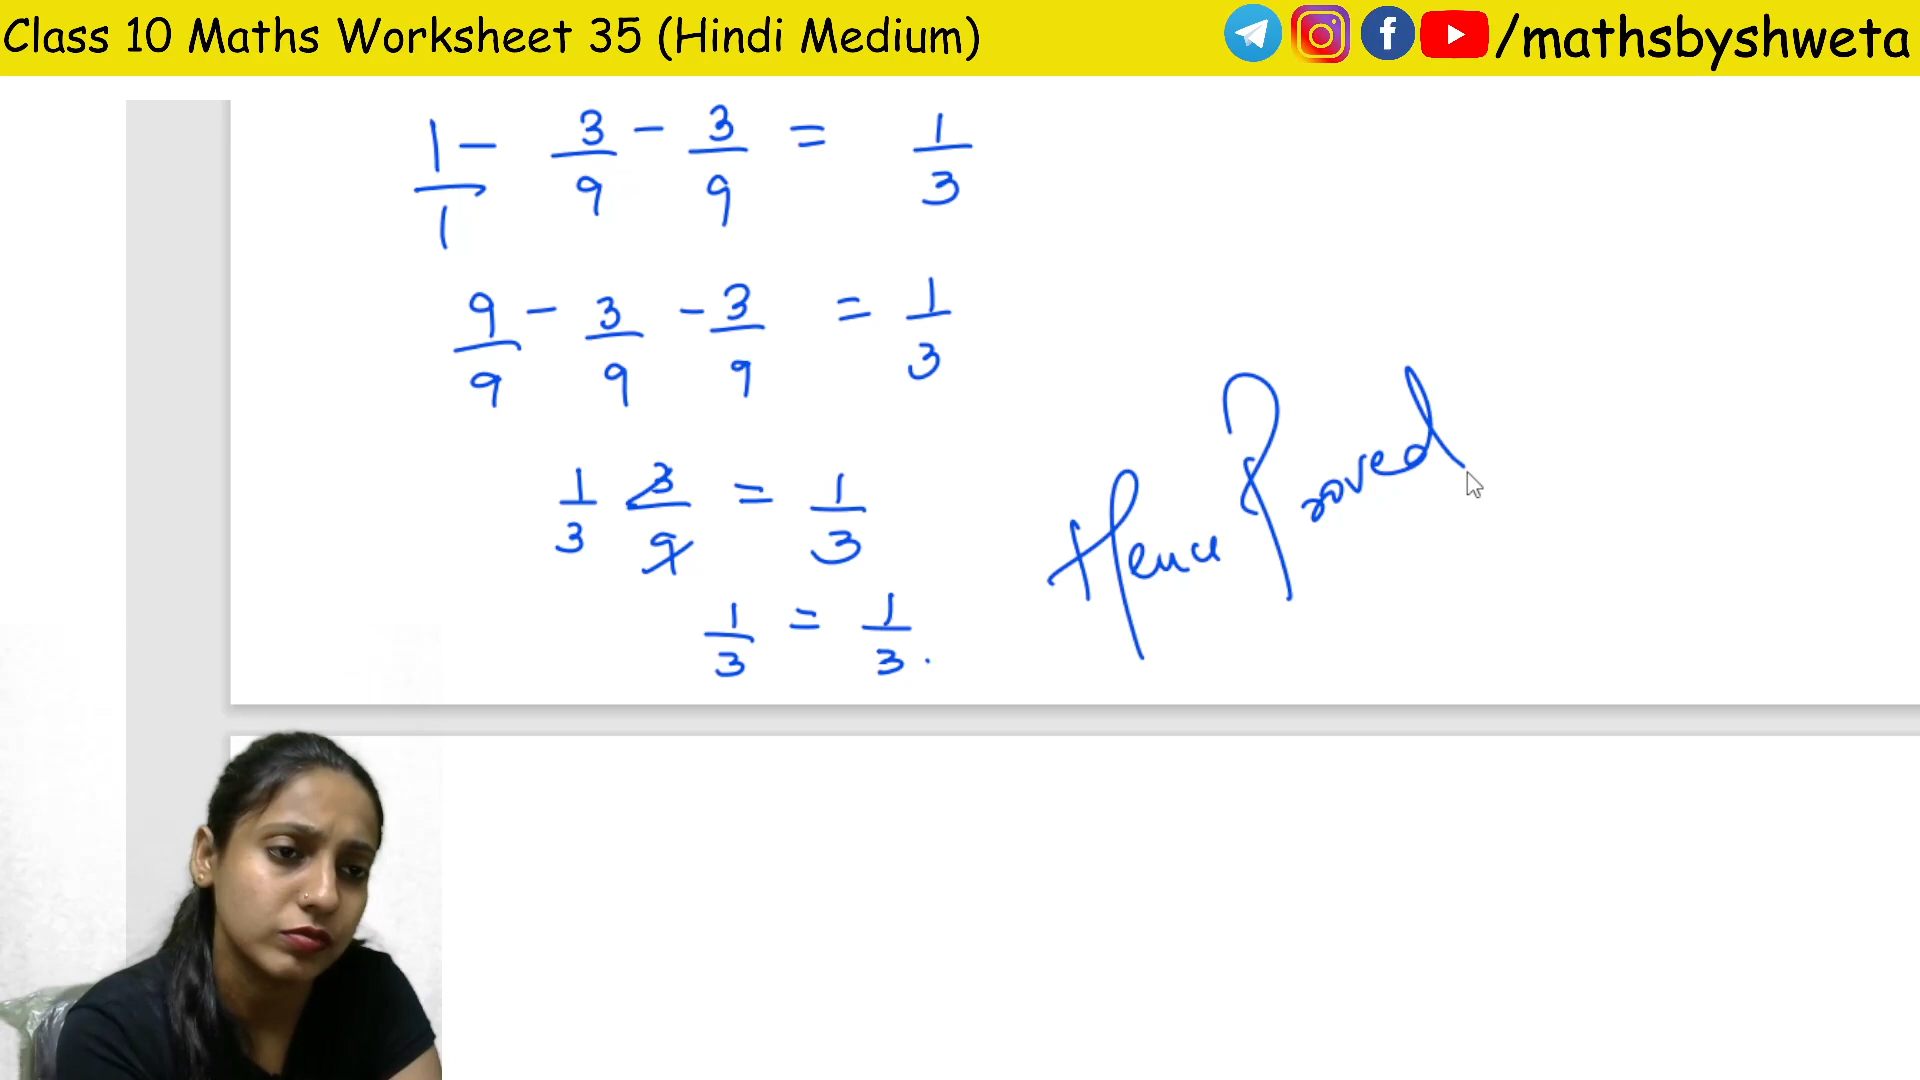 Class 10 Maths Worksheet 35 (Hindi Medium)
/mathsbyshweta
1/1 - 3/9 - 3/9 = 1/3
9/9 - 3/9 - 3/9 = 1/3
1/3 3/9 = 1/3
1/3 = 1/3.
Hence Proved